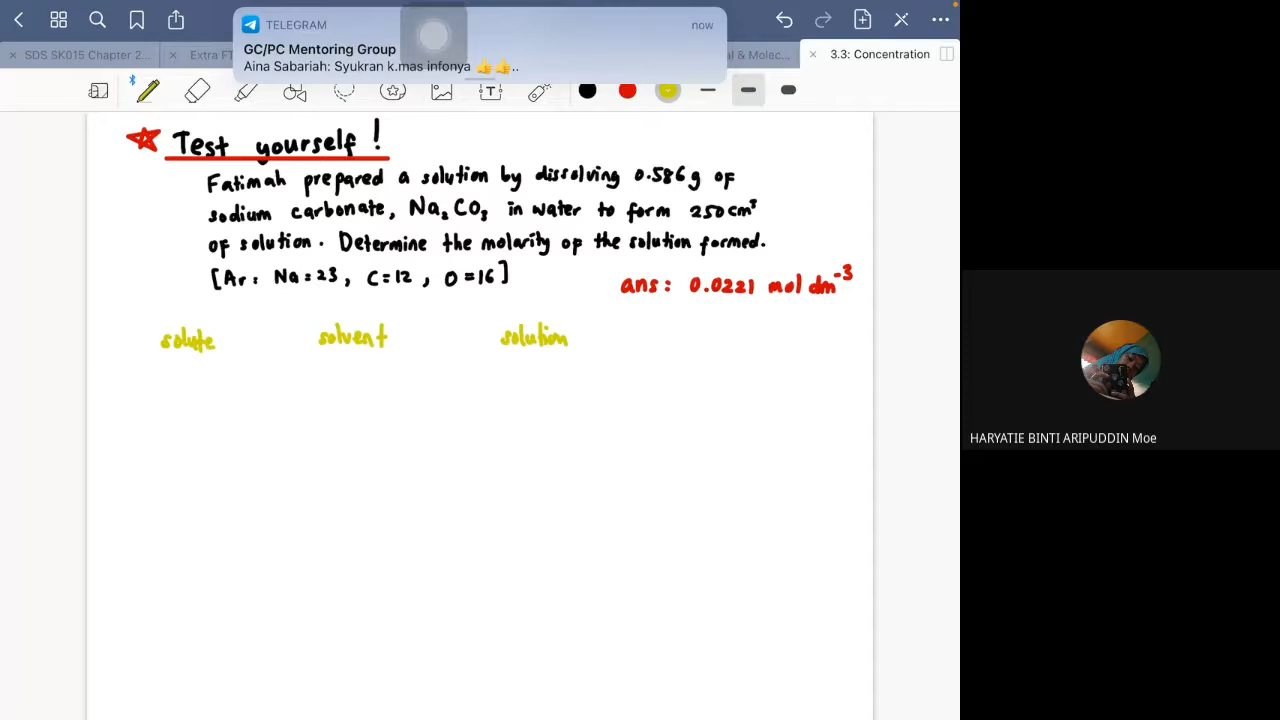 TELEGRAM
now
GC/PC Mentoring Group
Aina Sabariah: Syukran k.mas infonya 👍👍..
SDS SK015 Chapter 2...
Extra FT
al & Molec...
3.3: Concentration
Test yourself!
Fatimah prepared a solution by dissolving 0.586g of
sodium carbonate, Na₂CO₃ in water to form 250cm³
of solution. Determine the molarity of the solution formed.
[Ar: Na=23, C=12, O=16]
ans: 0.0221 mol dm⁻³
solute solvent solution
HARYATIE BINTI ARIPUDDIN Moe